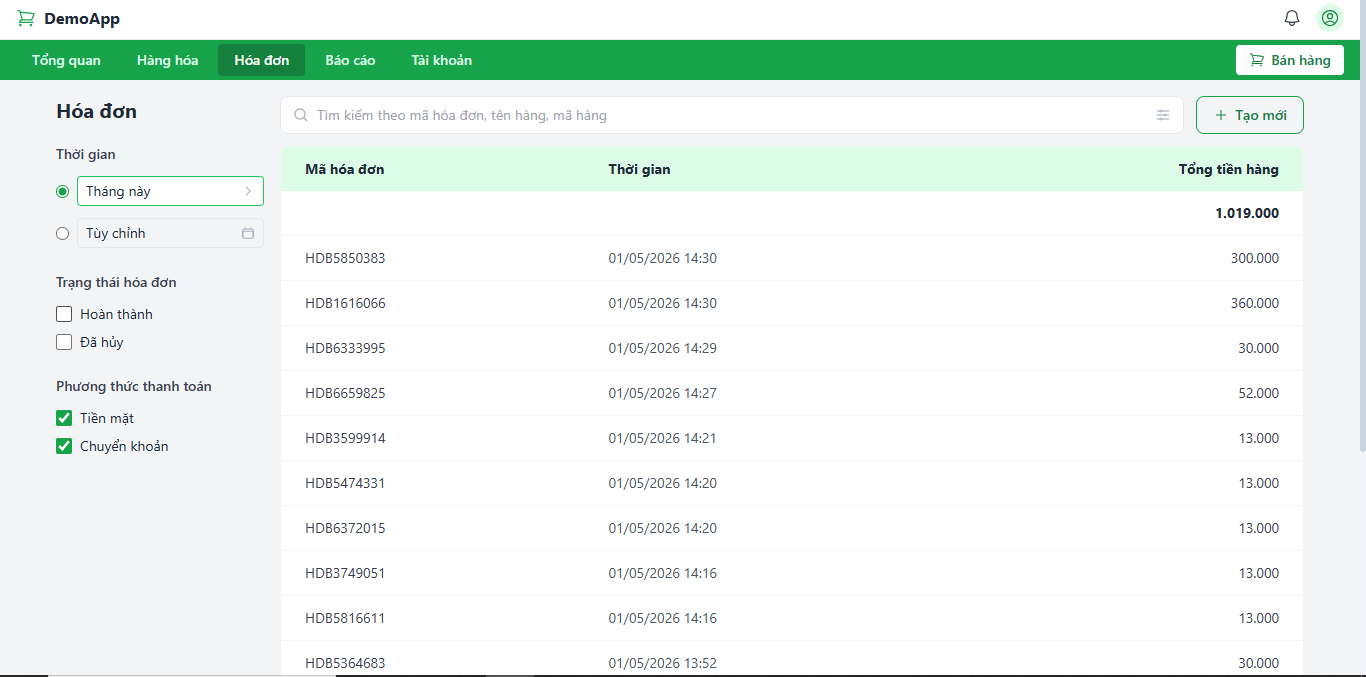 DemoApp
Tổng quan Hàng hóa Hóa đơn Báo cáo Tài khoản Bán hàng
Hóa đơn
Thời gian
Tháng này
Tùy chỉnh
Trạng thái hóa đơn
Hoàn thành
Đã hủy
Phương thức thanh toán
Tiền mặt
Chuyển khoản
Tìm kiếm theo mã hóa đơn, tên hàng, mã hàng
Tạo mới
Mã hóa đơn Thời gian Tổng tiền hàng
1.019.000
HDB5850383 01/05/2026 14:30 300.000
HDB1616066 01/05/2026 14:30 360.000
HDB6333995 01/05/2026 14:29 30.000
HDB6659825 01/05/2026 14:27 52.000
HDB3599914 01/05/2026 14:21 13.000
HDB5474331 01/05/2026 14:20 13.000
HDB6372015 01/05/2026 14:20 13.000
HDB3749051 01/05/2026 14:16 13.000
HDB5816611 01/05/2026 14:16 13.000
HDB5364683 01/05/2026 13:52 30.000